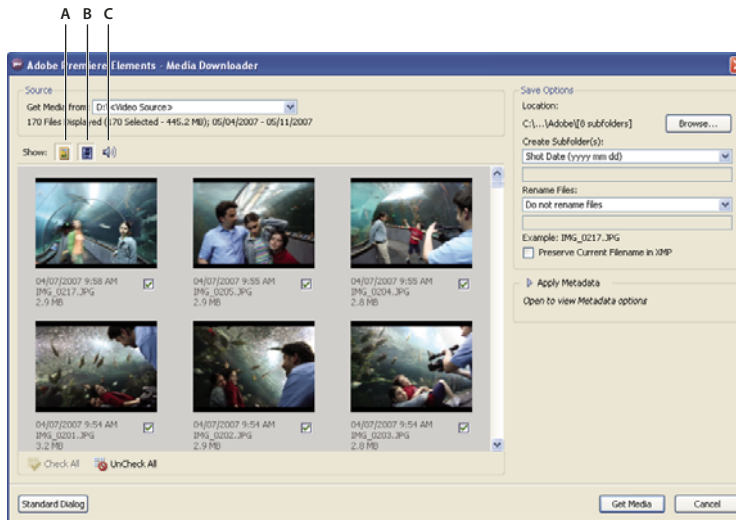 A B C
Adobe Premiere Elements - Media Downloader
Source
Get Media from: D:\ <Video Source>
170 Files Displayed (170 Selected - 445.2 MB); 05/04/2007 - 05/11/2007
Show:
04/07/2007 9:58 AM
IMG_0217.JPG
2.9 MB
04/07/2007 9:55 AM
IMG_0205.JPG
2.9 MB
04/07/2007 9:55 AM
IMG_0204.JPG
2.8 MB
04/07/2007 9:54 AM
IMG_0201.JPG
3.2 MB
04/07/2007 9:54 AM
IMG_0202.JPG
2.9 MB
04/07/2007 9:54 AM
IMG_0203.JPG
2.8 MB
Check All UnCheck All
Save Options
Location:
C:\...\Adobe\[8 subfolders] Browse...
Create Subfolder(s):
Shot Date (yyyy mm dd)
Rename Files:
Do not rename files
Example: IMG_0217.JPG
Preserve Current Filename in XMP
Apply Metadata
Open to view Metadata options
Standard Dialog Get Media Cancel